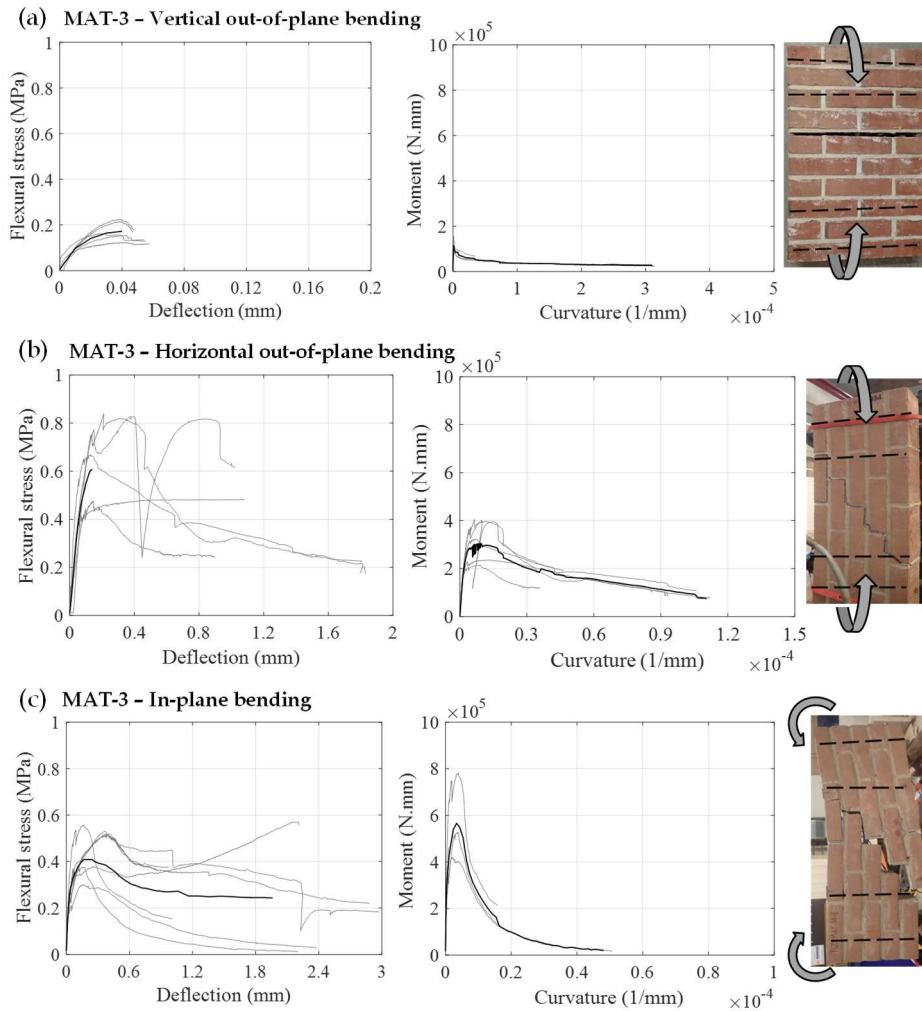 (a) MAT-3 – Vertical out-of-plane bending
Flexural stress (MPa)
1
0.8
0.6
0.4
0.2
0
0 0.04 0.08 0.12 0.16 0.2
Deflection (mm)
×10⁵
Moment (N.mm)
10
8
6
4
2
0
0 1 2 3 4 5
Curvature (1/mm)
×10⁻⁴
(b) MAT-3 – Horizontal out-of-plane bending
Flexural stress (MPa)
1
0.8
0.6
0.4
0.2
0
0 0.4 0.8 1.2 1.6 2
Deflection (mm)
×10⁵
Moment (N.mm)
10
8
6
4
2
0
0 0.3 0.6 0.9 1.2 1.5
Curvature (1/mm)
×10⁻⁴
(c) MAT-3 – In-plane bending
Flexural stress (MPa)
1
0.8
0.6
0.4
0.2
0
0 0.6 1.2 1.8 2.4 3
Deflection (mm)
×10⁵
Moment (N.mm)
10
8
6
4
2
0
0 0.2 0.4 0.6 0.8 1
Curvature (1/mm)
×10⁻⁴